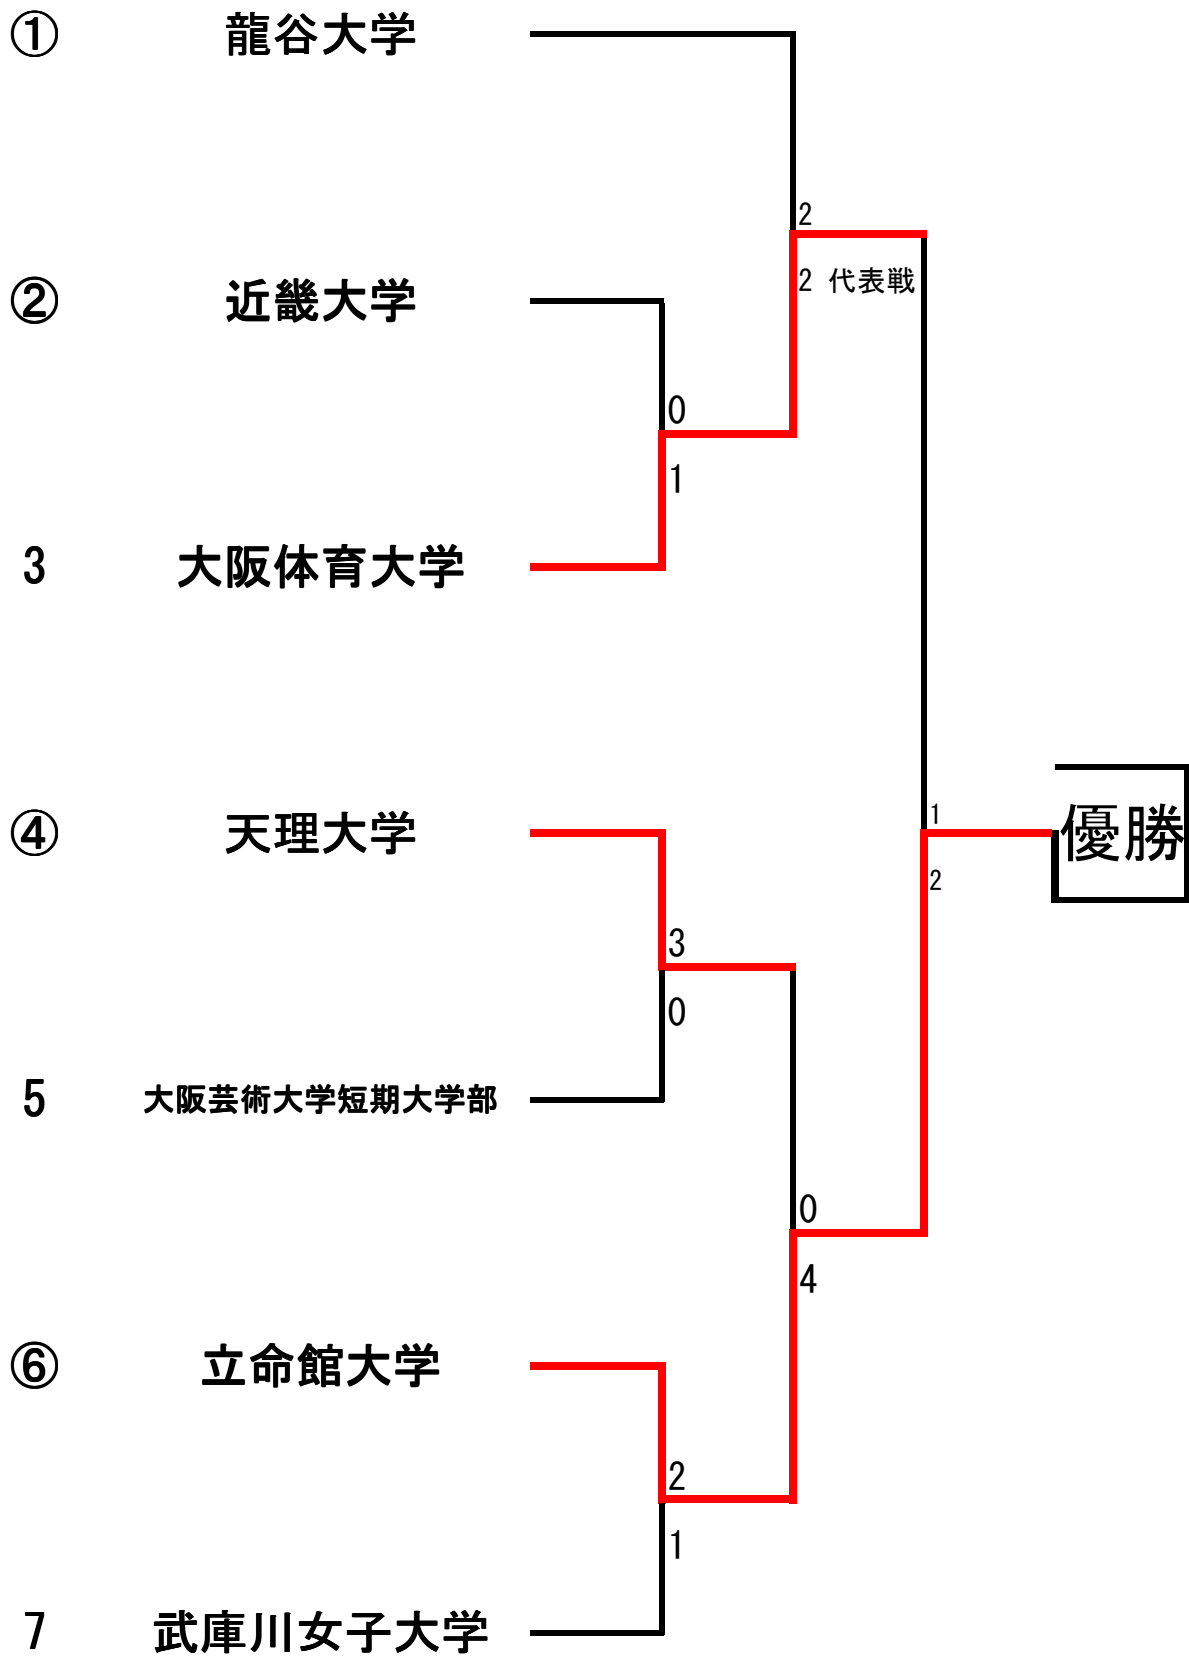 ① 龍谷大学
2
2 代表戦
② 近畿大学
0
1
3 大阪体育大学
1
優勝
④ 天理大学
2
3
0
5 大阪芸術大学短期大学部
0
4
⑥ 立命館大学
2
1
7 武庫川女子大学